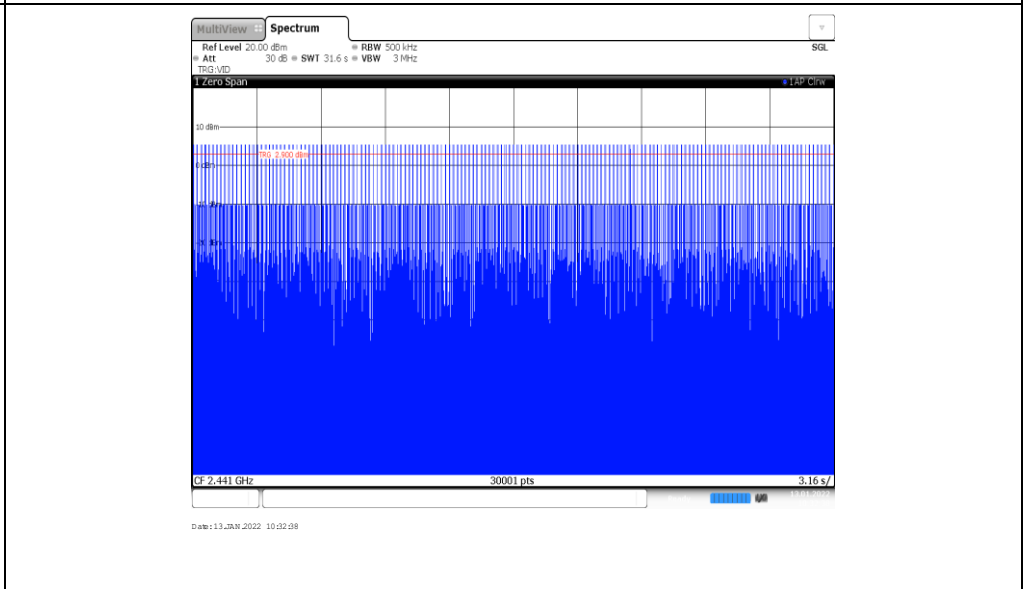 MultiView Spectrum
Ref Level 20.00 dBm RBW 500 kHz SGL
Att 30 dB SWT 31.6 s VBW 3 MHz
TRG:VID
1 Zero Span 1AP Clrw
10 dBm
TRG 2.900 dBm
0 dBm
-10 dBm
CF 2.441 GHz 30001 pts 3.16 s/
Date:13.JAN.2022 10:32:38